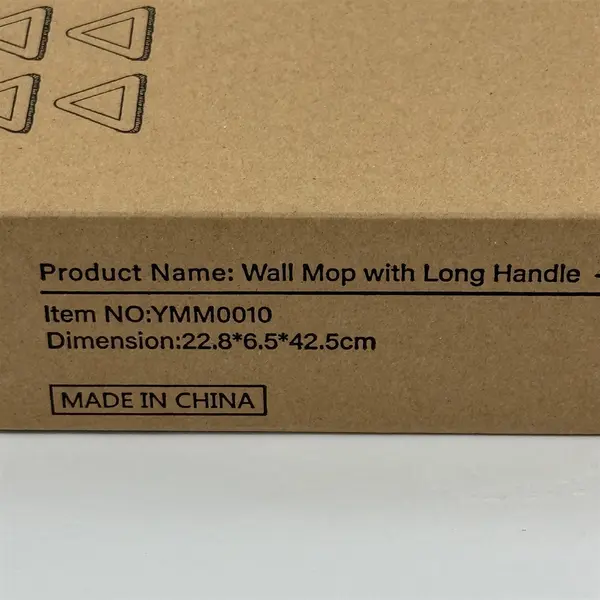 Product Name: Wall Mop with Long Handle
Item NO:YMM0010
Dimension:22.8*6.5*42.5cm
MADE IN CHINA